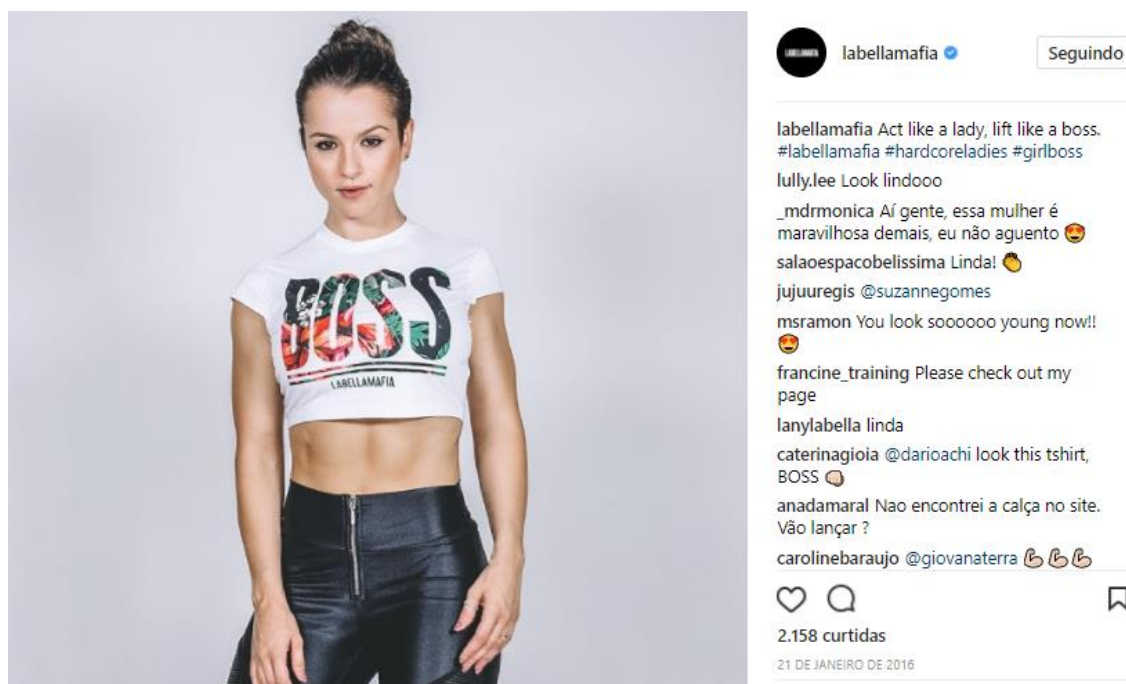 BOSS
LABELLAMAFIA
LABELLAMAFIA
labellamafia
Seguindo
labellamafia Act like a lady, lift like a boss.
#labellamafia #hardcoreladies #girlboss
lully.lee Look lindooo
_mdrmonica Aí gente, essa mulher é
maravilhosa demais, eu não aguento 😍
salaoespacobelissima Linda! 👏
jujuuregis @suzannegomes
msramon You look soooooo young now!!
😍
francine_training Please check out my
page
lanylabella linda
caterinagioia @darioachi look this tshirt,
BOSS 👊🏻
anadamaral Nao encontrei a calça no site.
Vão lançar ?
carolinebaraujo @giovanaterra 💪🏻💪🏻💪🏻
2.158 curtidas
21 DE JANEIRO DE 2016